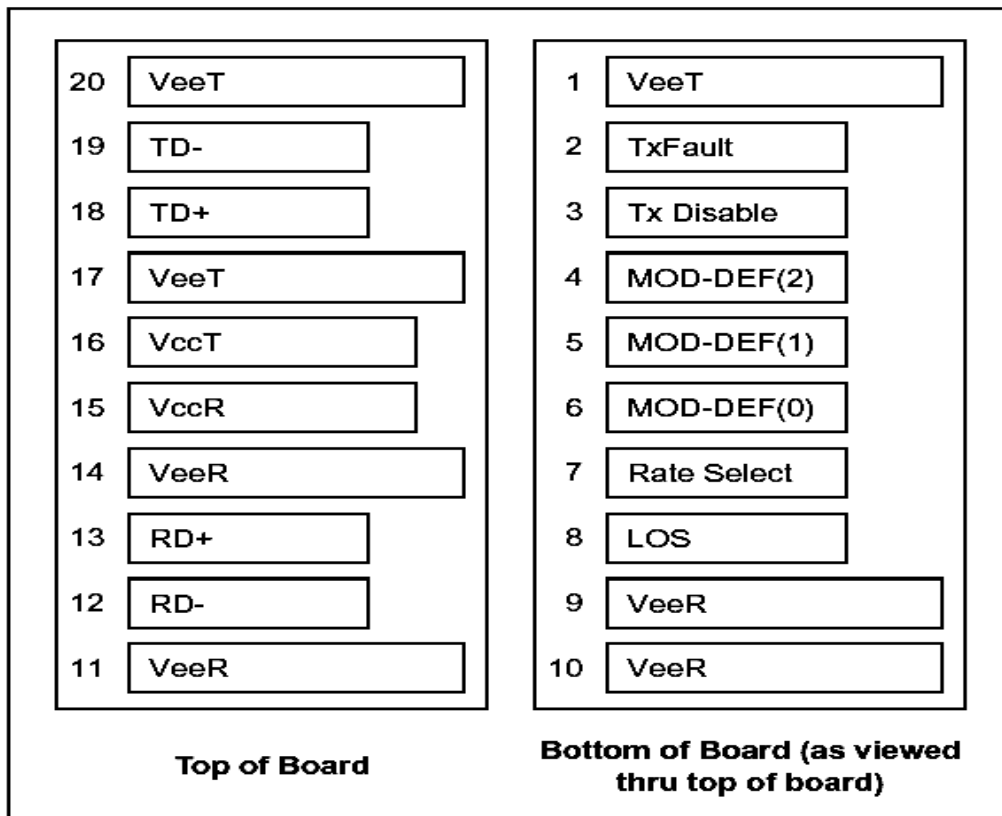 20 VeeT
19 TD-
18 TD+
17 VeeT
16 VccT
15 VccR
14 VeeR
13 RD+
12 RD-
11 VeeR
Top of Board
1 VeeT
2 TxFault
3 Tx Disable
4 MOD-DEF(2)
5 MOD-DEF(1)
6 MOD-DEF(0)
7 Rate Select
8 LOS
9 VeeR
10 VeeR
Bottom of Board (as viewed
thru top of board)